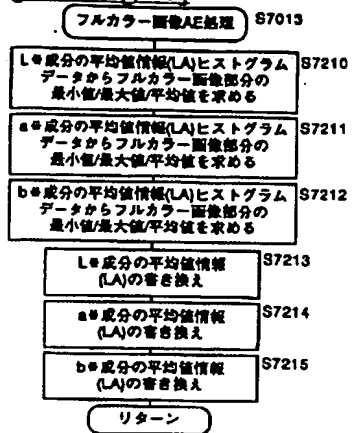 フルカラー画像AE処理 S7013
L*成分の平均値情報(LA)ヒストグラム S7210
データからフルカラー画像部分の
最小値/最大値/平均値を求める
a*成分の平均値情報(LA)ヒストグラム S7211
データからフルカラー画像部分の
最小値/最大値/平均値を求める
b*成分の平均値情報(LA)ヒストグラム S7212
データからフルカラー画像部分の
最小値/最大値/平均値を求める
L*成分の平均値情報 S7213
(LA)の書き換え
a*成分の平均値情報 S7214
(LA)の書き換え
b*成分の平均値情報 S7215
(LA)の書き換え
リターン